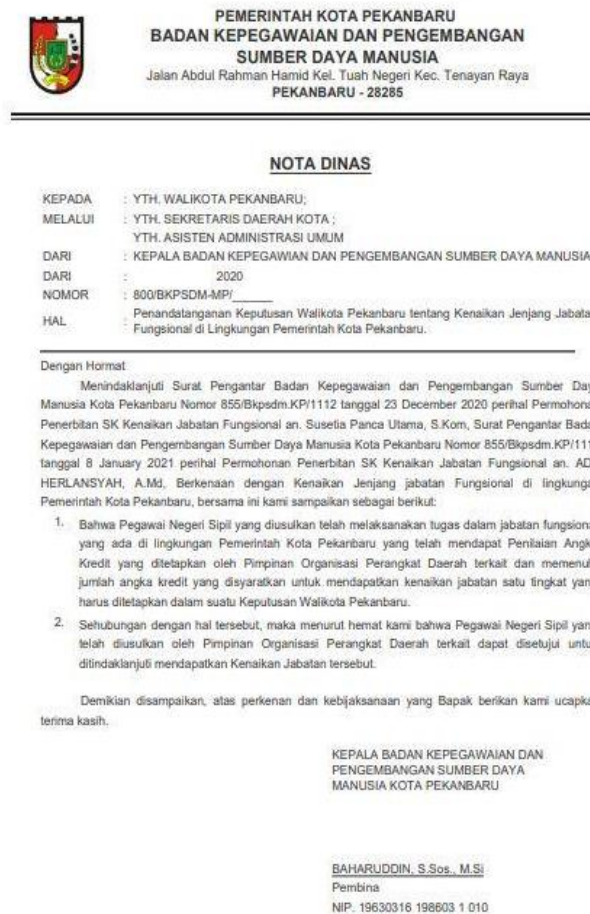 PEMERINTAH KOTA PEKANBARU
BADAN KEPEGAWAIAN DAN PENGEMBANGAN
SUMBER DAYA MANUSIA
Jalan Abdul Rahman Hamid Kel. Tuah Negeri Kec. Tenayan Raya
PEKANBARU - 28285
NOTA DINAS
KEPADA : YTH. WALIKOTA PEKANBARU;
MELALUI : YTH. SEKRETARIS DAERAH KOTA ;
YTH. ASISTEN ADMINISTRASI UMUM
DARI : KEPALA BADAN KEPEGAWIAN DAN PENGEMBANGAN SUMBER DAYA MANUSIA
DARI : 2020
NOMOR : 800/BKPSDM-MP/______
HAL : Penandatanganan Keputusan Walikota Pekanbaru tentang Kenaikan Jenjang Jabata
Fungsional di Lingkungan Pemerintah Kota Pekanbaru.
Dengan Hormat
Menindaklanjuti Surat Pengantar Badan Kepegawaian dan Pengembangan Sumber Day
Manusia Kota Pekanbaru Nomor 855/Bkpsdm.KP/1112 tanggal 23 December 2020 perihal Permohona
Penerbitan SK Kenaikan Jabatan Fungsional an. Susetia Panca Utama, S.Kom, Surat Pengantar Bada
Kepegawaian dan Pengembangan Sumber Daya Manusia Kota Pekanbaru Nomor 855/Bkpsdm.KP/111
tanggal 8 January 2021 perihal Permohonan Penerbitan SK Kenaikan Jabatan Fungsional an. AD
HERLANSYAH, A.Md, Berkenaan dengan Kenaikan Jenjang jabatan Fungsional di lingkunga
Pemerintah Kota Pekanbaru, bersama ini kami sampaikan sebagai berikut:
1. Bahwa Pegawai Negeri Sipil yang diusulkan telah melaksanakan tugas dalam jabatan fungsiona
yang ada di lingkungan Pemerintah Kota Pekanbaru yang telah mendapat Penilaian Angk
Kredit yang ditetapkan oleh Pimpinan Organisasi Perangkat Daerah terkait dan memenuh
jumlah angka kredit yang disyaratkan untuk mendapatkan kenaikan jabatan satu tingkat yan
harus ditetapkan dalam suatu Keputusan Walikota Pekanbaru.
2. Sehubungan dengan hal tersebut, maka menurut hemat kami bahwa Pegawai Negeri Sipil yan
telah diusulkan oleh Pimpinan Organisasi Perangkat Daerah terkait dapat disetujui untu
ditindaklanjuti mendapatkan Kenaikan Jabatan tersebut.
Demikian disampaikan, atas perkenan dan kebijaksanaan yang Bapak berikan kami ucapka
terima kasih.
KEPALA BADAN KEPEGAWAIAN DAN
PENGEMBANGAN SUMBER DAYA
MANUSIA KOTA PEKANBARU
BAHARUDDIN, S.Sos., M.Si
Pembina
NIP. 19630316 198603 1 010